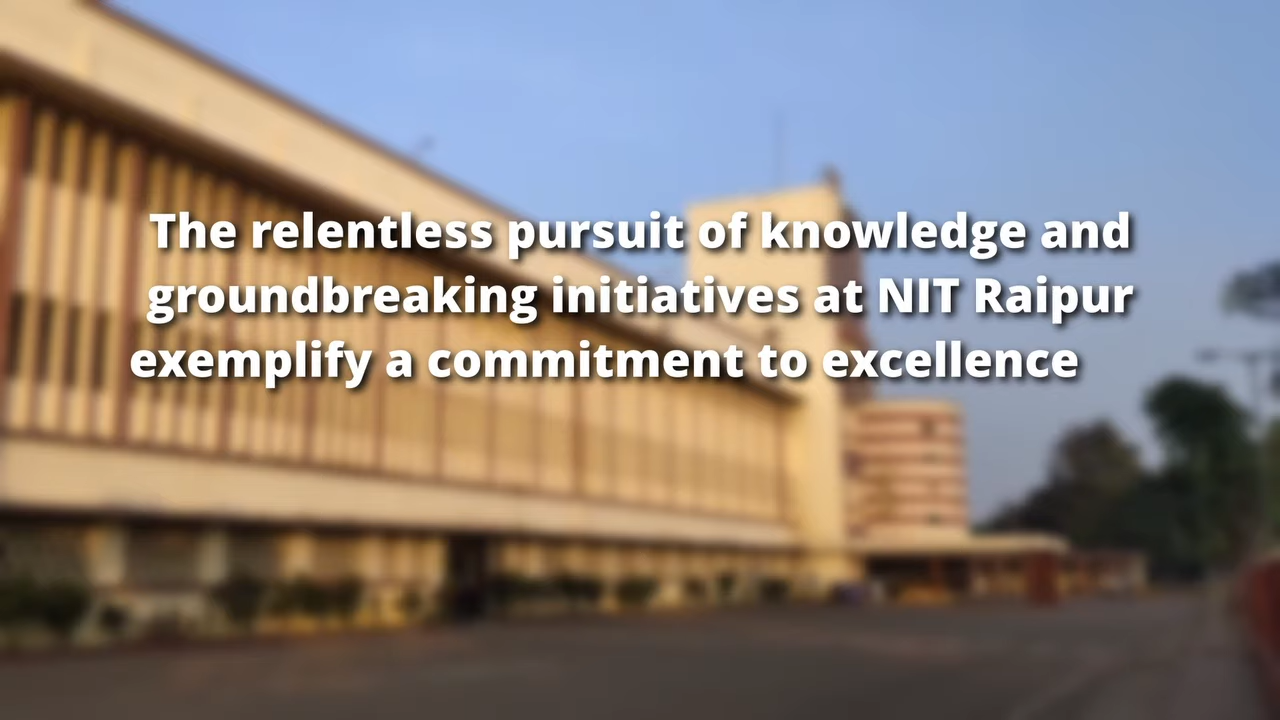 The relentless pursuit of knowledge and
groundbreaking initiatives at NIT Raipur
exemplify a commitment to excellence